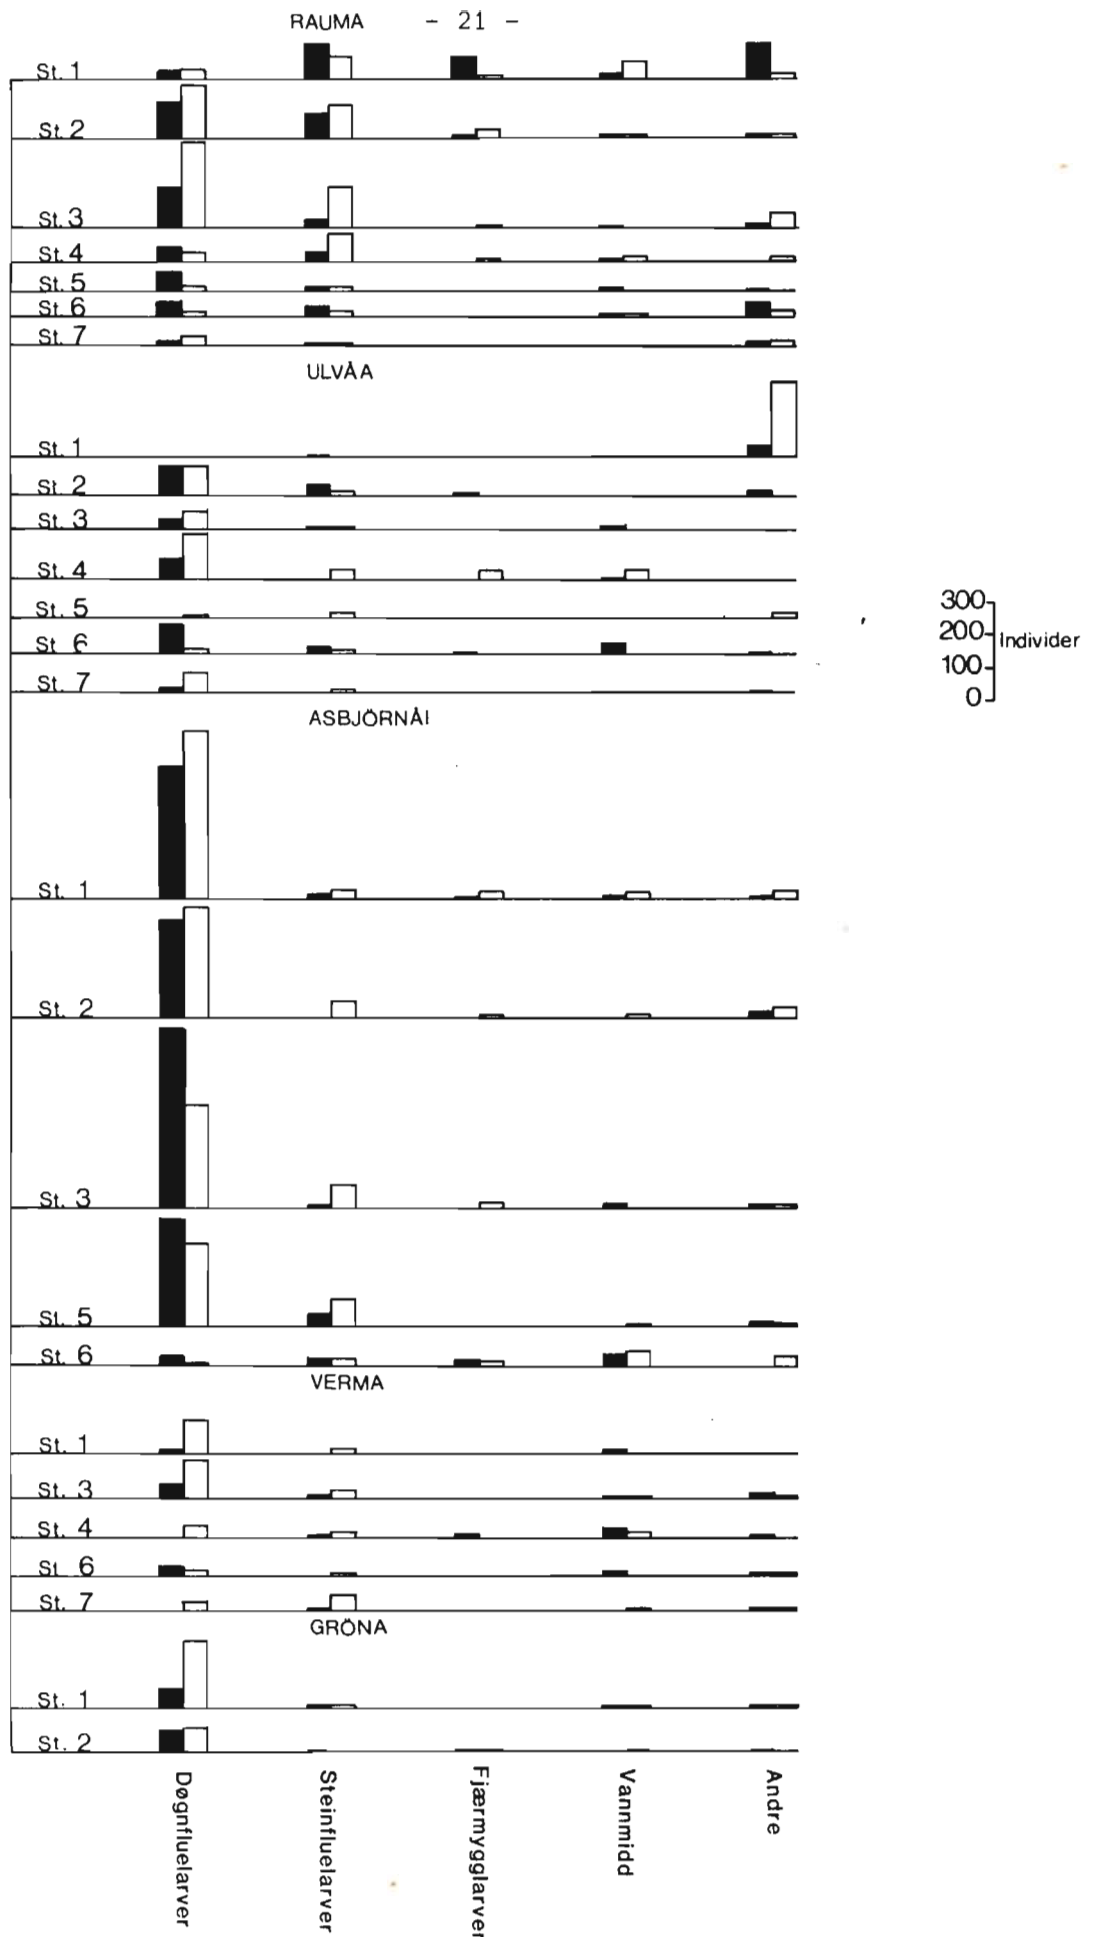 RAUMA - 21 -
St. 1
St. 2
St. 3
St. 4
St. 5
St. 6
St. 7
ULVÅA
St. 1
St. 2
St. 3
St. 4
St. 5
St. 6
St. 7
300
200
100
0
Individer
ASBJÖRNÅI
St. 1
St. 2
St. 3
St. 5
St. 6
VERMA
St. 1
St. 3
St. 4
St. 6
St. 7
GRÖNA
St. 1
St. 2
Døgnfluelarver
Steinfluelarver
Fjærmygglarver
Vannmidd
Andre